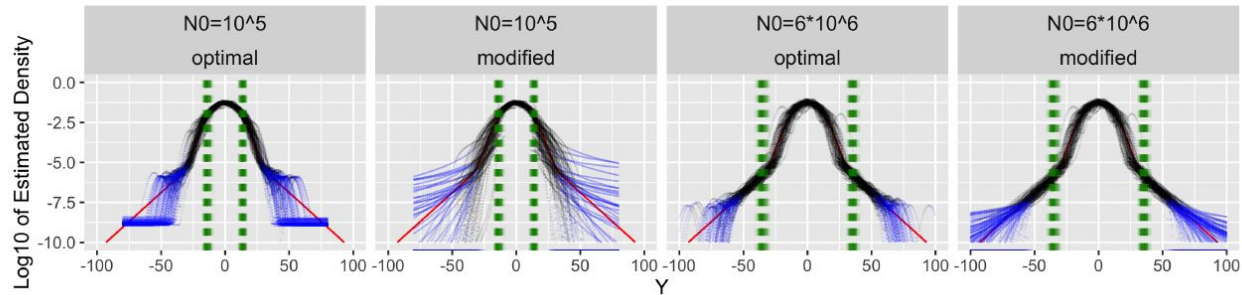 N0=10^5
optimal
N0=10^5
modified
N0=6*10^6
optimal
N0=6*10^6
modified
Log10 of Estimated Density
0.0
-2.5
-5.0
-7.5
-10.0
-100 -50 0 50 100
-100 -50 0 50 100
-100 -50 0 50 100
-100 -50 0 50 100
Y